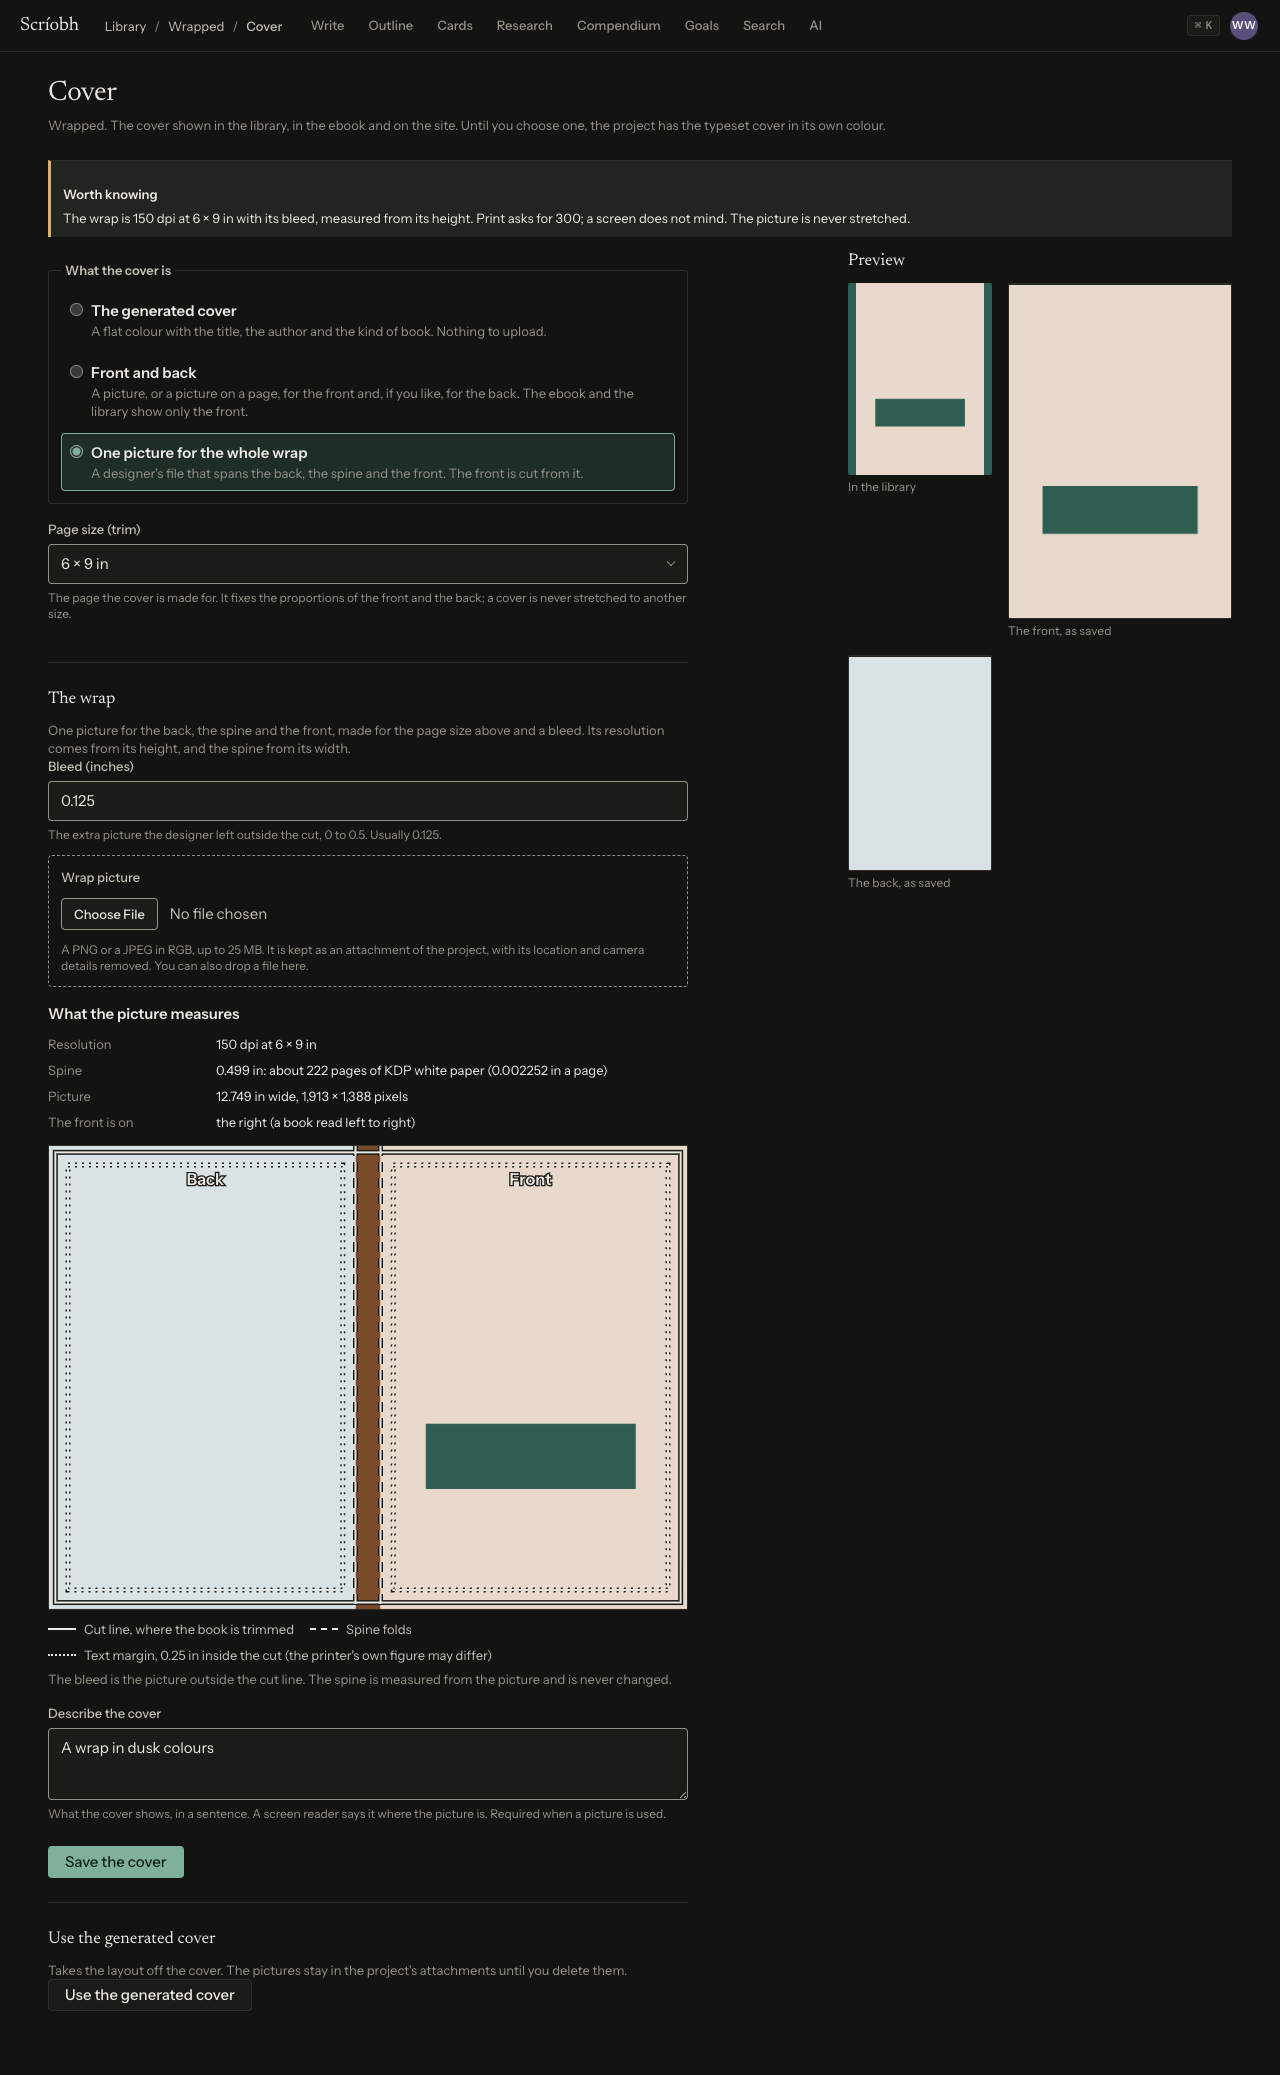 Scríobh
Library / Wrapped / Cover
Write
Outline
Cards
Research
Compendium
Goals
Search
AI
⌘ K
WW
Cover
Wrapped. The cover shown in the library, in the ebook and on the site. Until you choose one, the project has the typeset cover in its own colour.
Worth knowing
The wrap is 150 dpi at 6 × 9 in with its bleed, measured from its height. Print asks for 300; a screen does not mind. The picture is never stretched.
What the cover is
The generated cover
A flat colour with the title, the author and the kind of book. Nothing to upload.
Front and back
A picture, or a picture on a page, for the front and, if you like, for the back. The ebook and the
library show only the front.
One picture for the whole wrap
A designer's file that spans the back, the spine and the front. The front is cut from it.
Page size (trim)
6 × 9 in
The page the cover is made for. It fixes the proportions of the front and the back; a cover is never stretched to another
size.
The wrap
One picture for the back, the spine and the front, made for the page size above and a bleed. Its resolution
comes from its height, and the spine from its width.
Bleed (inches)
0.125
The extra picture the designer left outside the cut, 0 to 0.5. Usually 0.125.
Wrap picture
Choose File
No file chosen
A PNG or a JPEG in RGB, up to 25 MB. It is kept as an attachment of the project, with its location and camera
details removed. You can also drop a file here.
What the picture measures
Resolution
150 dpi at 6 × 9 in
Spine
0.499 in: about 222 pages of KDP white paper (0.002252 in a page)
Picture
12.749 in wide, 1,913 × 1,388 pixels
The front is on
the right (a book read left to right)
Back
Front
Cut line, where the book is trimmed
Spine folds
Text margin, 0.25 in inside the cut (the printer's own figure may differ)
The bleed is the picture outside the cut line. The spine is measured from the picture and is never changed.
Describe the cover
A wrap in dusk colours
What the cover shows, in a sentence. A screen reader says it where the picture is. Required when a picture is used.
Save the cover
Use the generated cover
Takes the layout off the cover. The pictures stay in the project's attachments until you delete them.
Use the generated cover
Preview
In the library
The front, as saved
The back, as saved